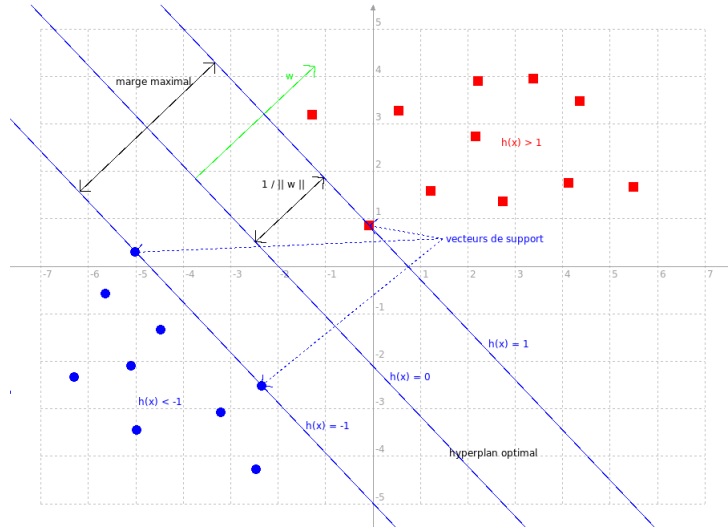 5
4
marge maximal
w
3
h(x) > 1
2
1 / || w ||
1
vecteurs de support
-7 -6 -5 -4 -3 -2 -1 1 2 3 4 5 6 7
-1
h(x) = 1
-2
h(x) = 0
h(x) < -1
-3
h(x) = -1
-4
hyperplan optimal
-5